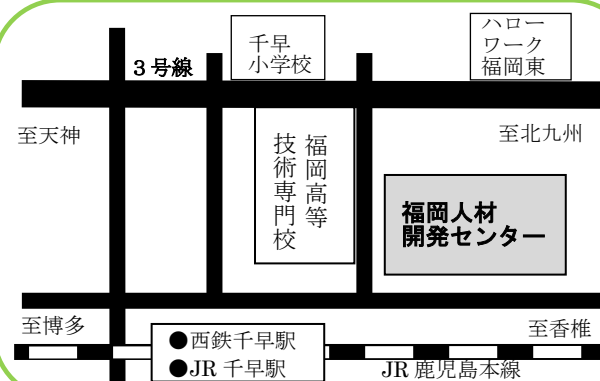 ハロー
ワーク
福岡東
千早
小学校
3号線
至天神
至北九州
福岡高等
技術専門校
福岡人材
開発センター
至博多
至香椎
●西鉄千早駅
●JR 千早駅
JR 鹿児島本線